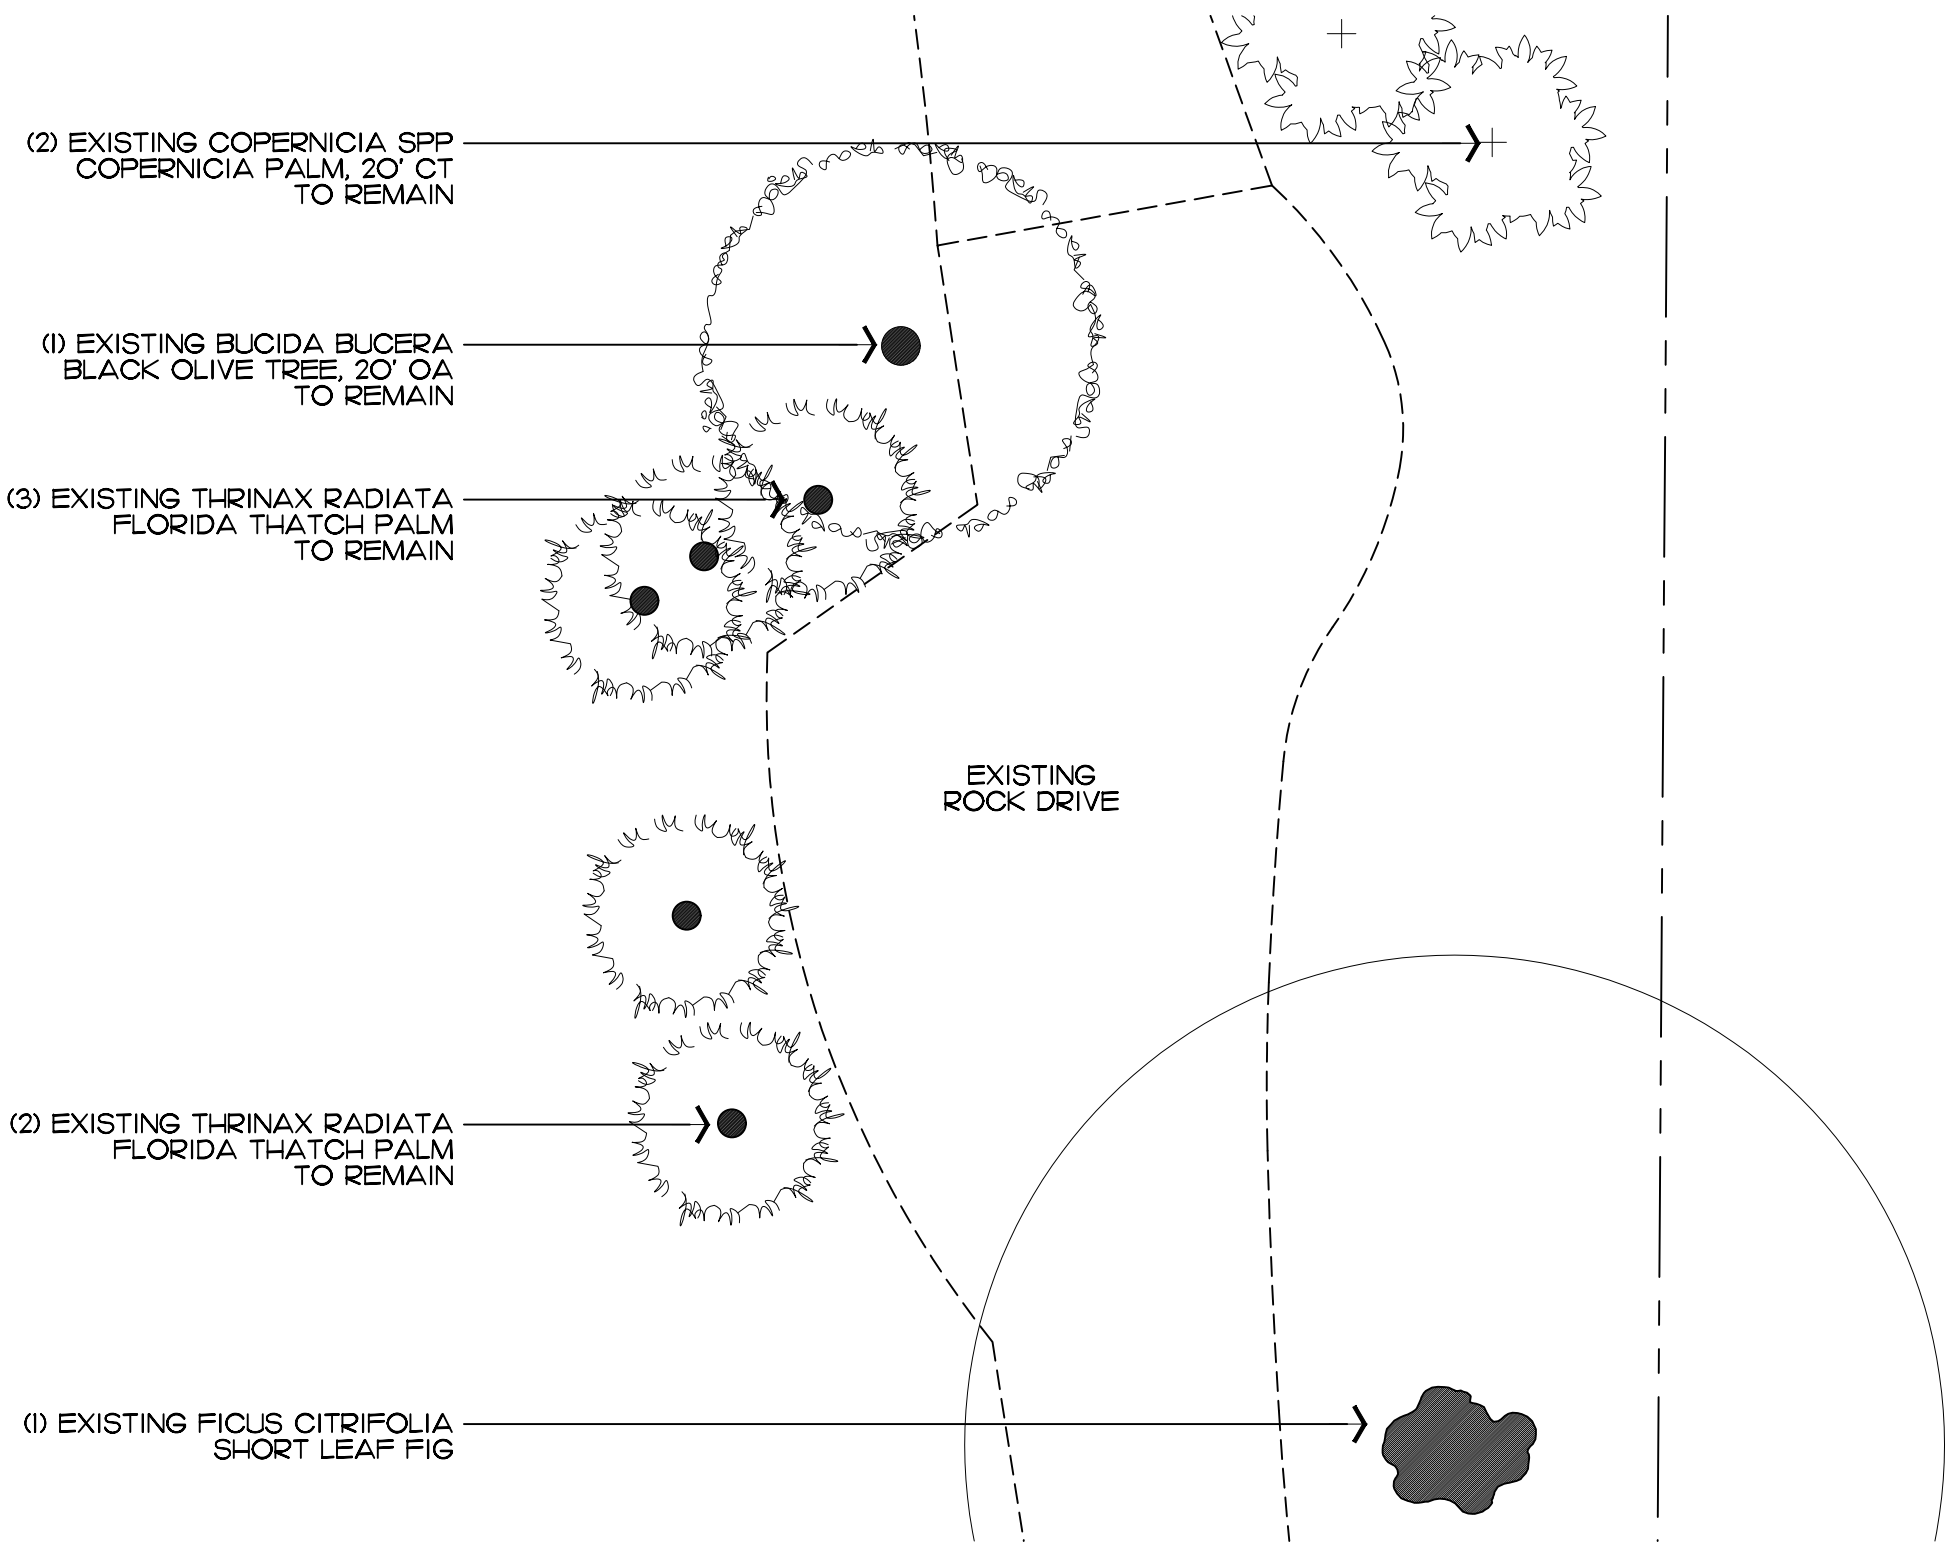 (2) EXISTING COPERNICIA SPP
COPERNICIA PALM, 20' CT
TO REMAIN
(1) EXISTING BUCIDA BUCERA
BLACK OLIVE TREE, 20' OA
TO REMAIN
(3) EXISTING THRINAX RADIATA
FLORIDA THATCH PALM
TO REMAIN
EXISTING
ROCK DRIVE
(2) EXISTING THRINAX RADIATA
FLORIDA THATCH PALM
TO REMAIN
(1) EXISTING FICUS CITRIFOLIA
SHORT LEAF FIG